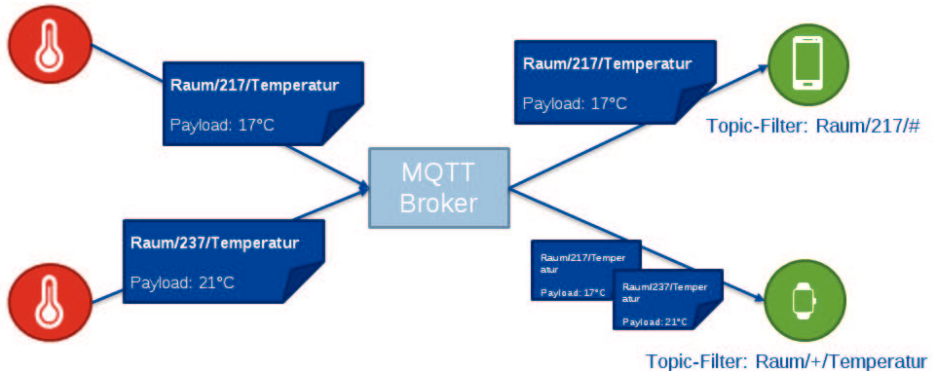 Raum/217/Temperatur
Payload: 17°C
Raum/217/Temperatur
Payload: 17°C
Topic-Filter: Raum/217/#
MQTT
Broker
Raum/237/Temperatur
Payload: 21°C
Raum/217/Temper
atur
Payload: 17°C
Raum/237/Temper
atur
Payload: 21°C
Topic-Filter: Raum/+/Temperatur